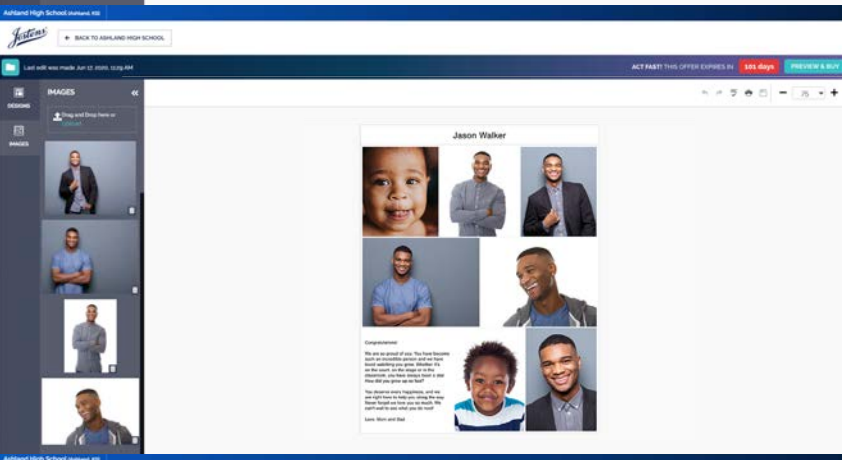 Ashland High School (Ashland, KS)
Jostens
← BACK TO ASHLAND HIGH SCHOOL
Last edit was made Jun 17, 2020, 11:29 AM
ACT FAST! THIS OFFER EXPIRES IN 101 days PREVIEW & BUY
DESIGNS
IMAGES
IMAGES «
Drag and Drop here or
Upload
75
Jason Walker
Congratulations!
We are so proud of you. You have become
such an incredible person and we have
loved watching you grow. Whether it's
on the court, on the stage or in the
classroom, you have always been a star.
How did you grow up so fast?
You deserve every happiness, and we
are right here to help you along the way.
Never forget we love you so much. We
can't wait to see what you do next!
Love, Mom and Dad
Ashland High School (Ashland, KS)